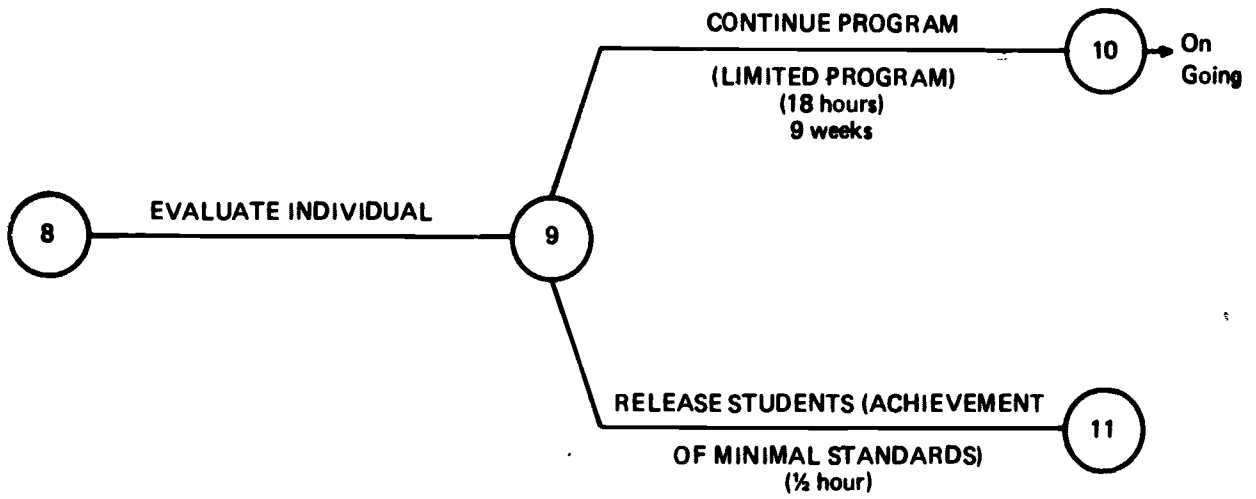 CONTINUE PROGRAM
(LIMITED PROGRAM)
(18 hours)
9 weeks
10
On
Going
8
EVALUATE INDIVIDUAL
9
RELEASE STUDENTS (ACHIEVEMENT
OF MINIMAL STANDARDS)
(½ hour)
11